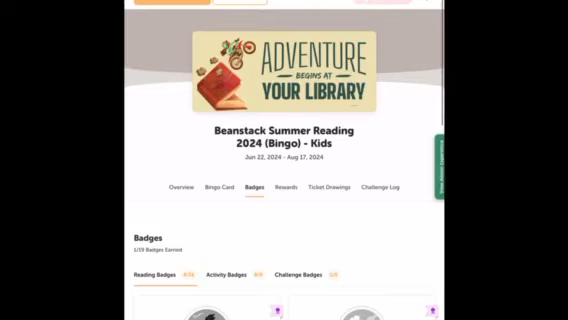 ADVENTURE
BEGINS AT
YOUR LIBRARY
Beanstack Summer Reading
2024 (Bingo) - Kids
Jun 22, 2024 - Aug 17, 2024
Overview Bingo Card Badges Rewards Ticket Drawings Challenge Log
Badges
1/19 Badges Earned
Reading Badges Activity Badges Challenge Badges